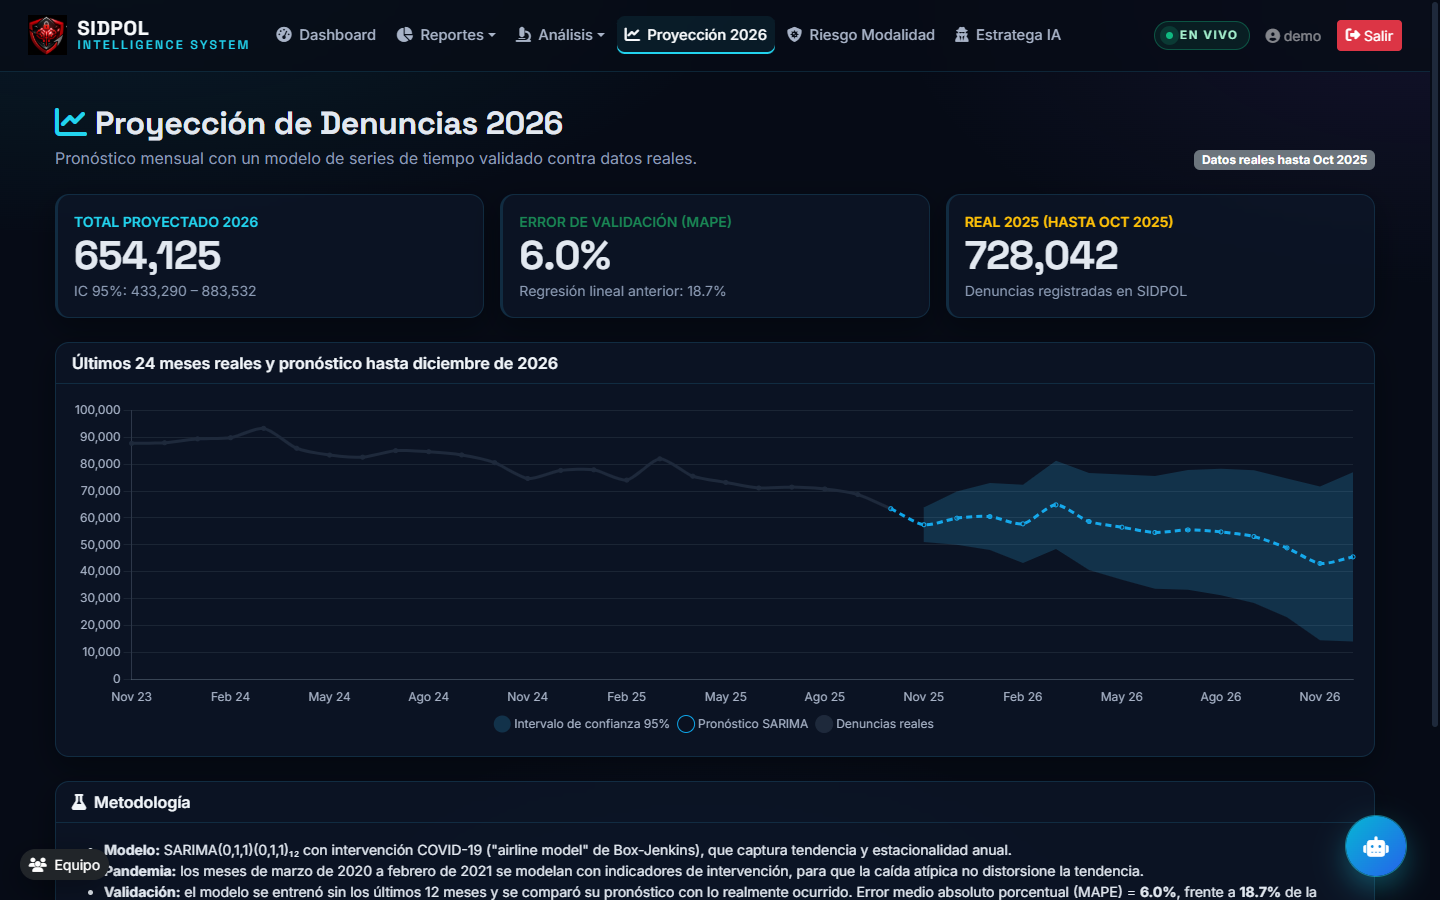 SIDPOL
INTELLIGENCE SYSTEM
Dashboard
Reportes
Análisis
Proyección 2026
Riesgo Modalidad
Estratega IA
EN VIVO
demo
Salir
Proyección de Denuncias 2026
Pronóstico mensual con un modelo de series de tiempo validado contra datos reales.
Datos reales hasta Oct 2025
TOTAL PROYECTADO 2026
654,125
IC 95%: 433,290 – 883,532
ERROR DE VALIDACIÓN (MAPE)
6.0%
Regresión lineal anterior: 18.7%
REAL 2025 (HASTA OCT 2025)
728,042
Denuncias registradas en SIDPOL
Últimos 24 meses reales y pronóstico hasta diciembre de 2026
100,000
90,000
80,000
70,000
60,000
50,000
40,000
30,000
20,000
10,000
0
Nov 23
Feb 24
May 24
Ago 24
Nov 24
Feb 25
May 25
Ago 25
Nov 25
Feb 26
May 26
Ago 26
Nov 26
Intervalo de confianza 95%
Pronóstico SARIMA
Denuncias reales
Metodología
Modelo: SARIMA(0,1,1)(0,1,1)₁₂ con intervención COVID-19 ("airline model" de Box-Jenkins), que captura tendencia y estacionalidad anual.
Pandemia: los meses de marzo de 2020 a febrero de 2021 se modelan con indicadores de intervención, para que la caída atípica no distorsione la tendencia.
Validación: el modelo se entrenó sin los últimos 12 meses y se comparó su pronóstico con lo realmente ocurrido. Error medio absoluto porcentual (MAPE) = 6.0%, frente a 18.7% de la
Equipo